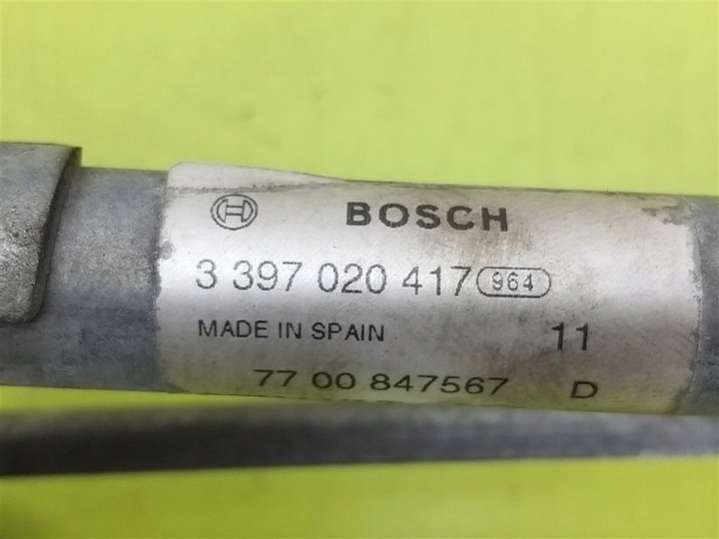 BOSCH
3 397 020 417 964
MADE IN SPAIN 11
77 00 847567 D